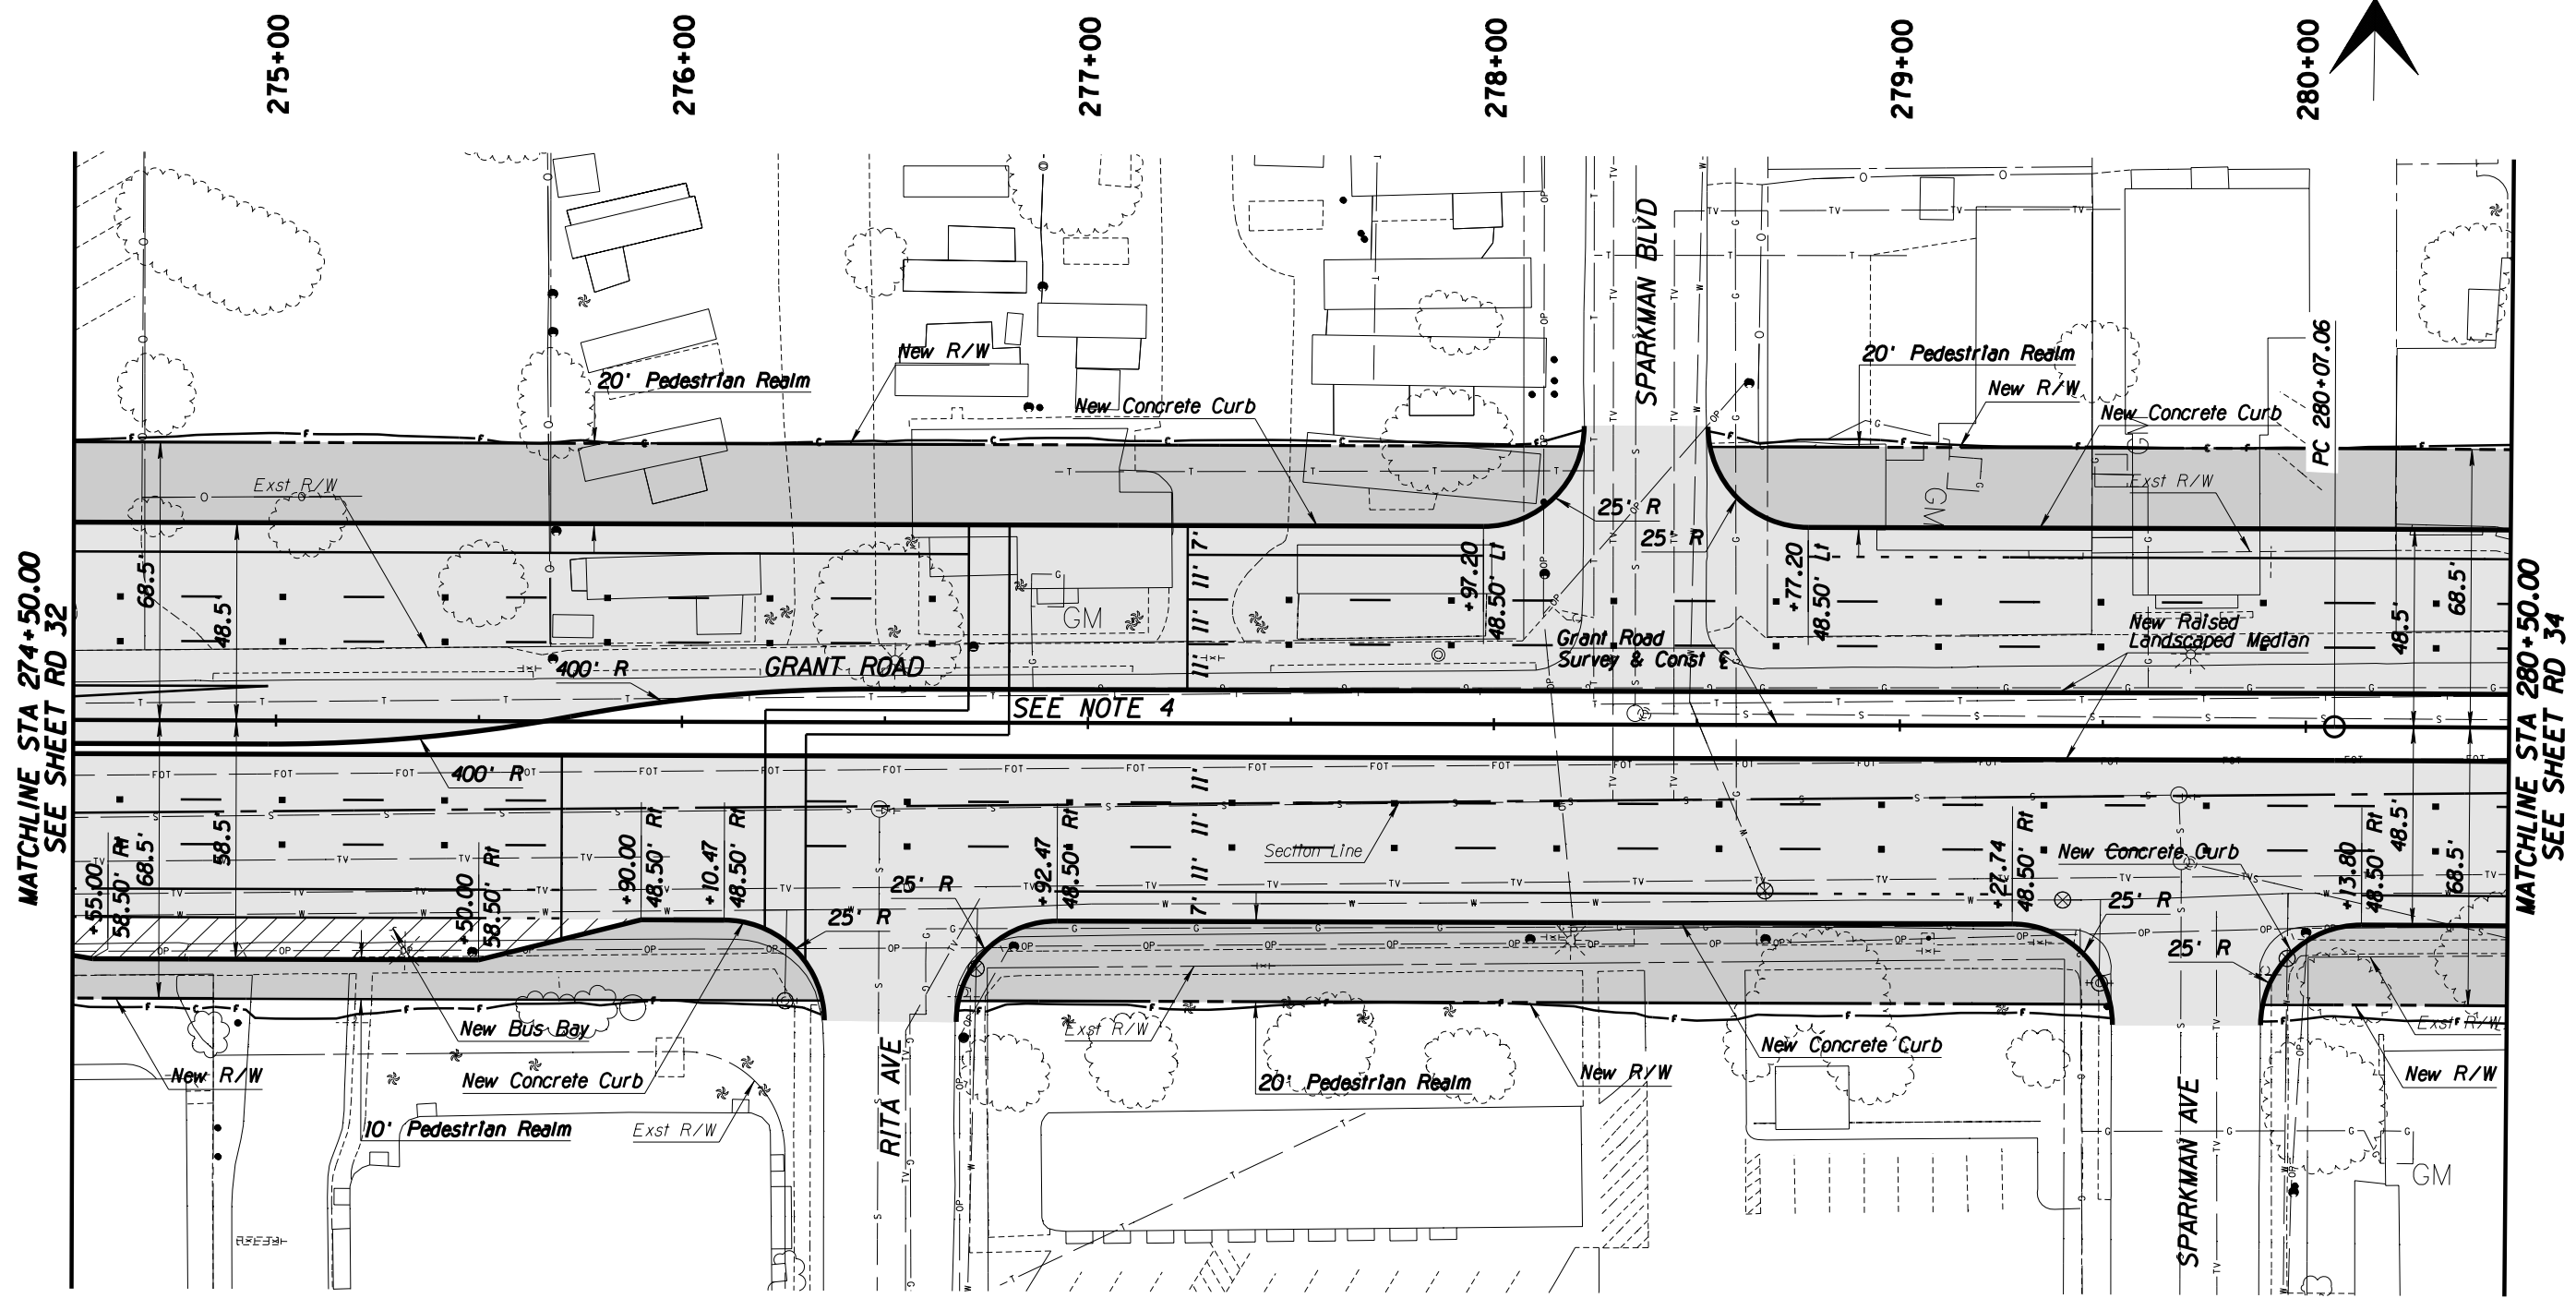 275+00
276+00
277+00
278+00
279+00
280+00
MATCHLINE STA 274+50.00
SEE SHEET RD 32
SPARKMAN BLVD
PC 280+07.06
New R/W
20' Pedestrian Realm
New Concrete Curb
20' Pedestrian Realm
New R/W
New Concrete Curb
Exst R/W
Exst R/W
GM
25' R
25' R
68.5'
48.5'
GM
11' 11' 11' 7'
+97.20
48.50' Lt
+77.20
48.50' Lt
48.5'
68.5'
New Raised
Landscaped Median
Grant Road
Survey & Const ℄
400' R
GRANT ROAD
SEE NOTE 4
400' R
MATCHLINE STA 280+50.00
SEE SHEET RD 34
+55.00
58.50' Rt
68.5'
58.5'
+50.00
58.50' Rt
+90.00
48.50' Rt
+10.47
48.50' Rt
25' R
25' R
+92.47
48.50' Rt
7' 11' 11' 11'
Section Line
+27.74
48.50' Rt
New Concrete Curb
25' R
25' R
+13.80
48.50' Rt
48.5'
68.5'
New Bus Bay
New R/W
New Concrete Curb
10' Pedestrian Realm
Exst R/W
RITA AVE
Exst R/W
20' Pedestrian Realm
New R/W
New Concrete Curb
SPARKMAN AVE
Exst R/W
New R/W
GM